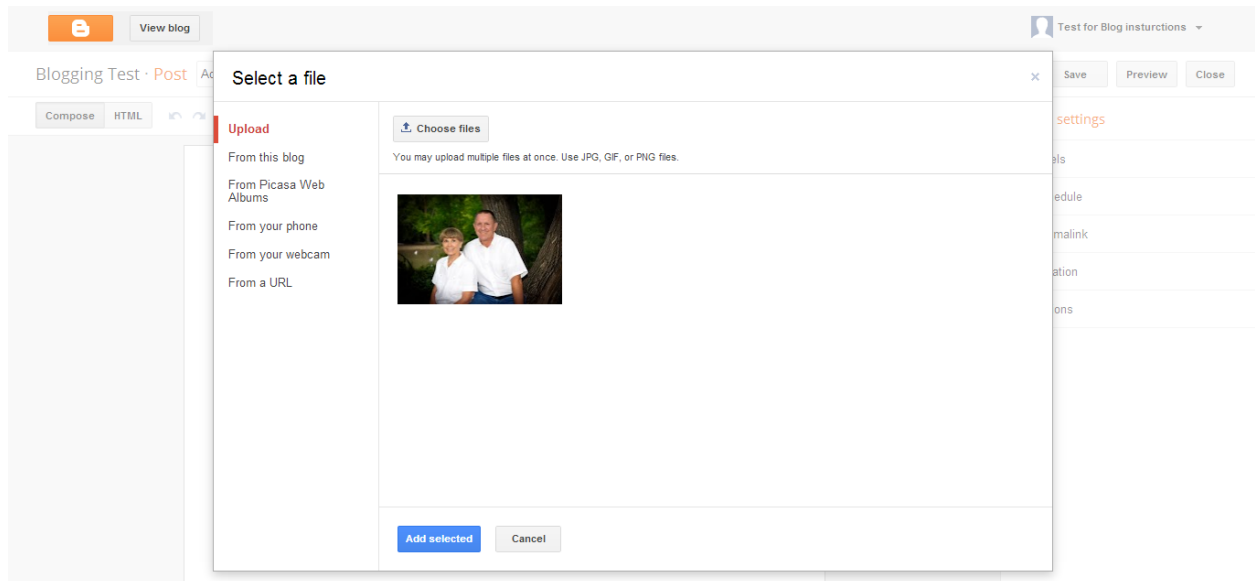 View blog
Test for Blog insturctions
Blogging Test · Post
Select a file
×
Save
Preview
Close
Compose
HTML
settings
Upload
Choose files
You may upload multiple files at once. Use JPG, GIF, or PNG files.
From this blog
From Picasa Web
Albums
From your phone
From your webcam
From a URL
els
edule
malink
ation
ons
Add selected
Cancel